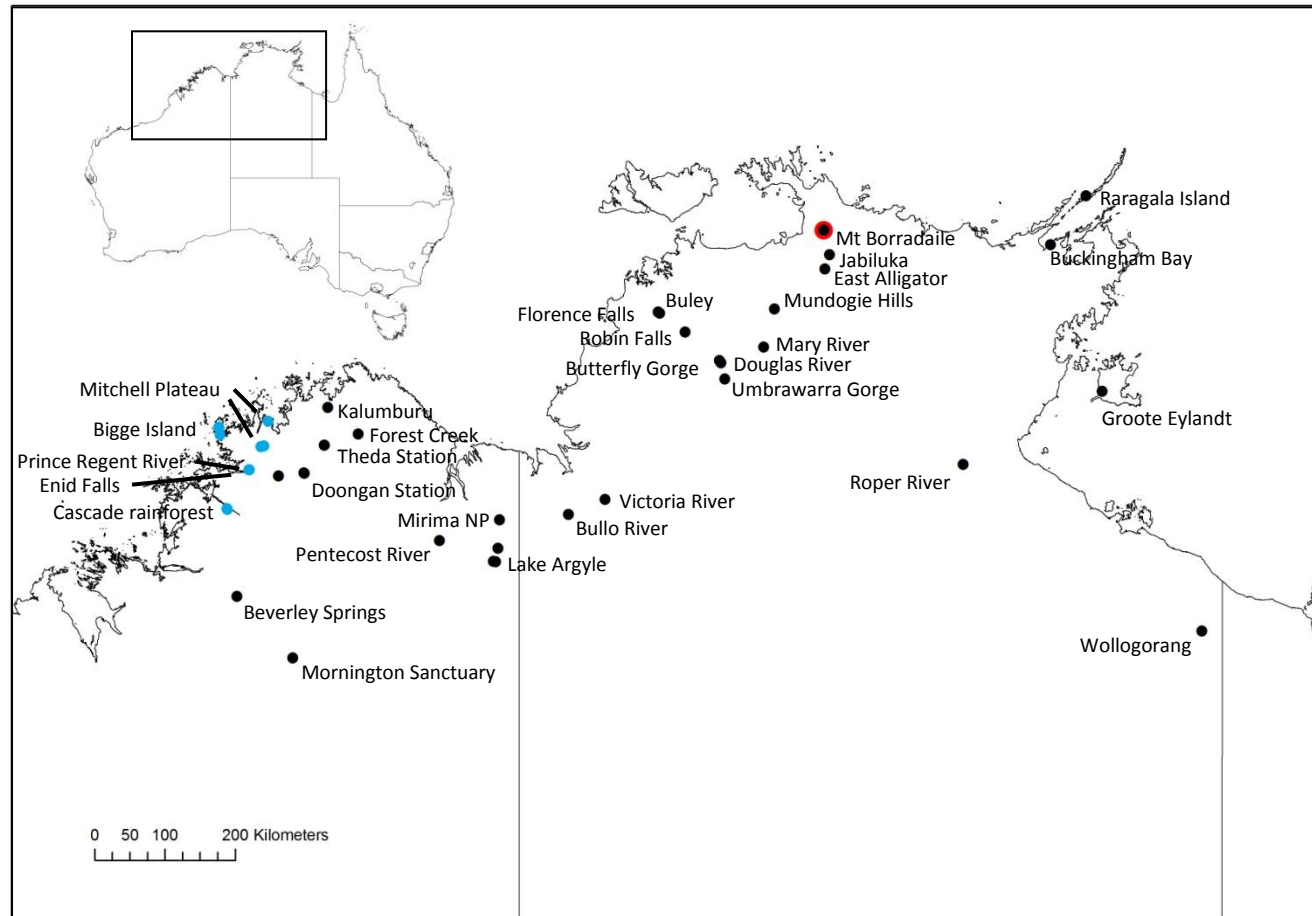 Raragala Island
Mt Borradaile
Buckingham Bay
Jabiluka
East Alligator
Buley
Mundogie Hills
Florence Falls
Robin Falls
Mary River
Butterfly Gorge
Douglas River
Umbrawarra Gorge
Mitchell Plateau
Groote Eylandt
Kalumburu
Bigge Island
Forest Creek
Theda Station
Prince Regent River
Enid Falls
Roper River
Doongan Station
Victoria River
Cascade rainforest
Mirima NP
Bullo River
Pentecost River
Lake Argyle
Beverley Springs
Wollogorang
Mornington Sanctuary
0 50 100 200 Kilometers